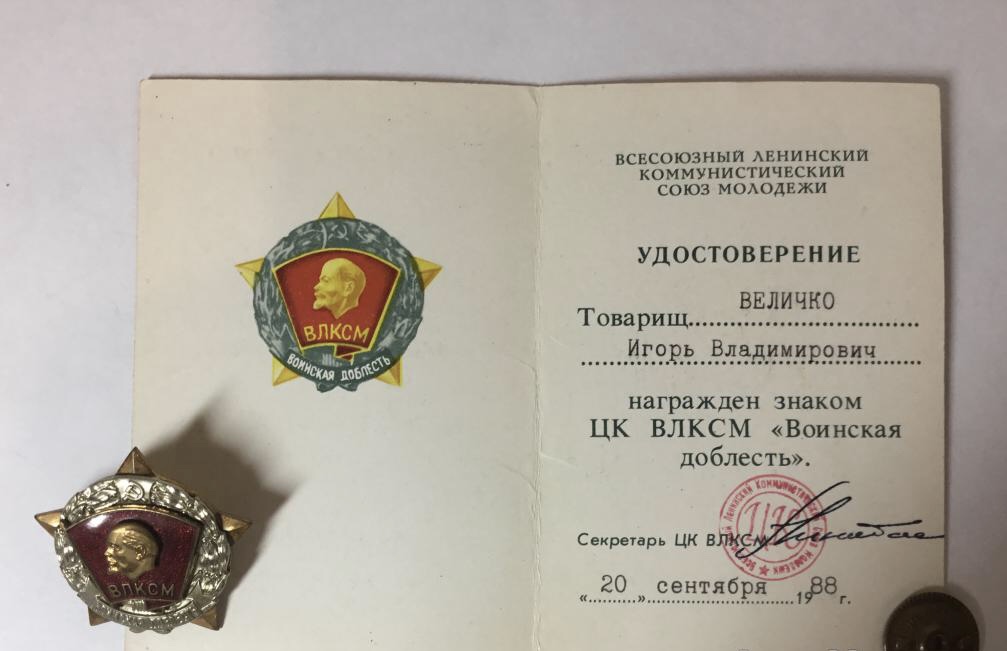 ВЛКСМ
ВОИНСКАЯ ДОБЛЕСТЬ
ВЛКСМ
ВСЕСОЮЗНЫЙ ЛЕНИНСКИЙ
КОММУНИСТИЧЕСКИЙ
СОЮЗ МОЛОДЕЖИ
УДОСТОВЕРЕНИЕ
Товарищ ВЕЛИЧКО
Игорь Владимирович
награжден знаком
ЦК ВЛКСМ «Воинская
доблесть».
Секретарь ЦК ВЛКСМ
«20» сентября 1988 г.